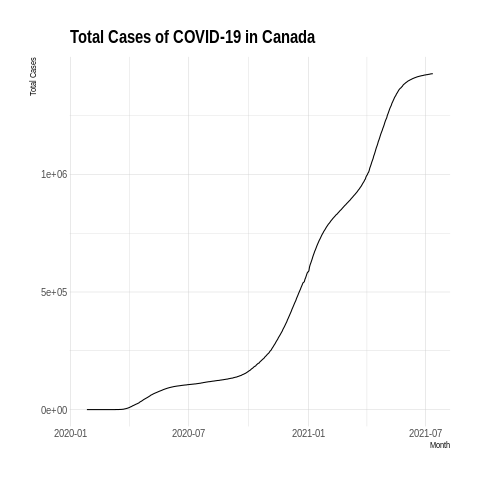 Total Cases of COVID-19 in Canada
Total Cases
1e+06
5e+05
0e+00
2020-01 2020-07 2021-01 2021-07
Month